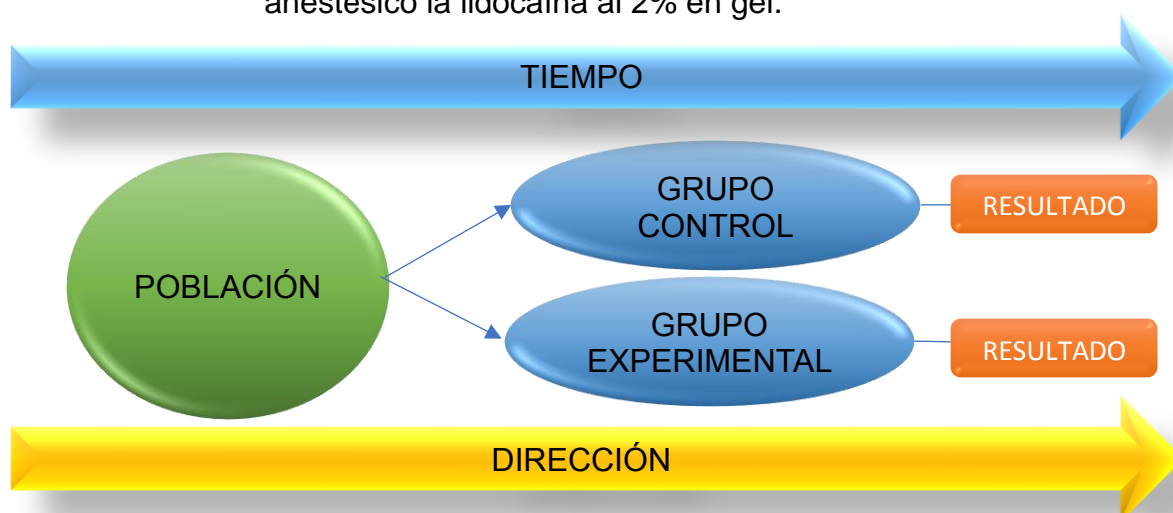 anestésico la lidocaína al 2% en gel.
TIEMPO
GRUPO
CONTROL
RESULTADO
POBLACIÓN
GRUPO
EXPERIMENTAL
RESULTADO
DIRECCIÓN